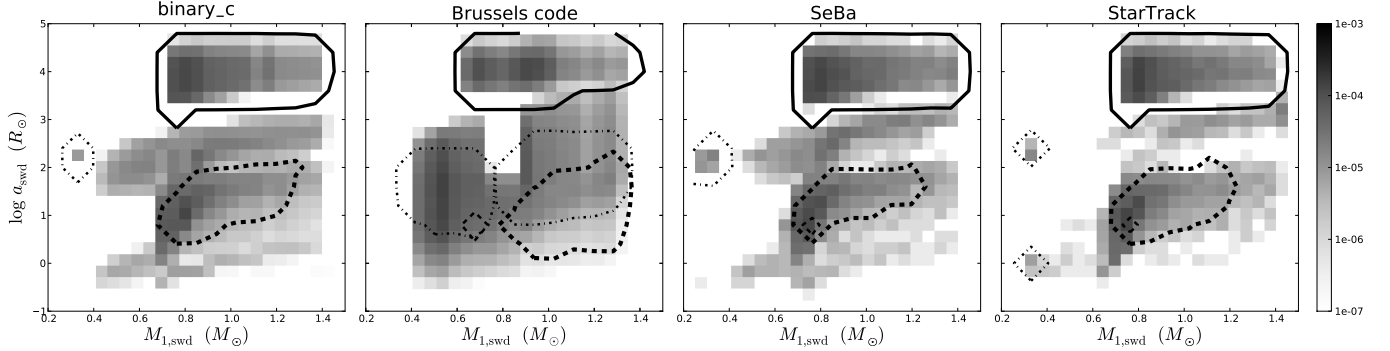 binary_c Brussels code SeBa StarTrack
5 1e-03
4 1e-04
3
2 1e-05
1
0 1e-06
−1 1e-07
log a_swd (R_⊙)
0.2 0.4 0.6 0.8 1.0 1.2 1.4 0.2 0.4 0.6 0.8 1.0 1.2 1.4 0.2 0.4 0.6 0.8 1.0 1.2 1.4 0.2 0.4 0.6 0.8 1.0 1.2 1.4
M_1,swd (M_⊙) M_1,swd (M_⊙) M_1,swd (M_⊙) M_1,swd (M_⊙)